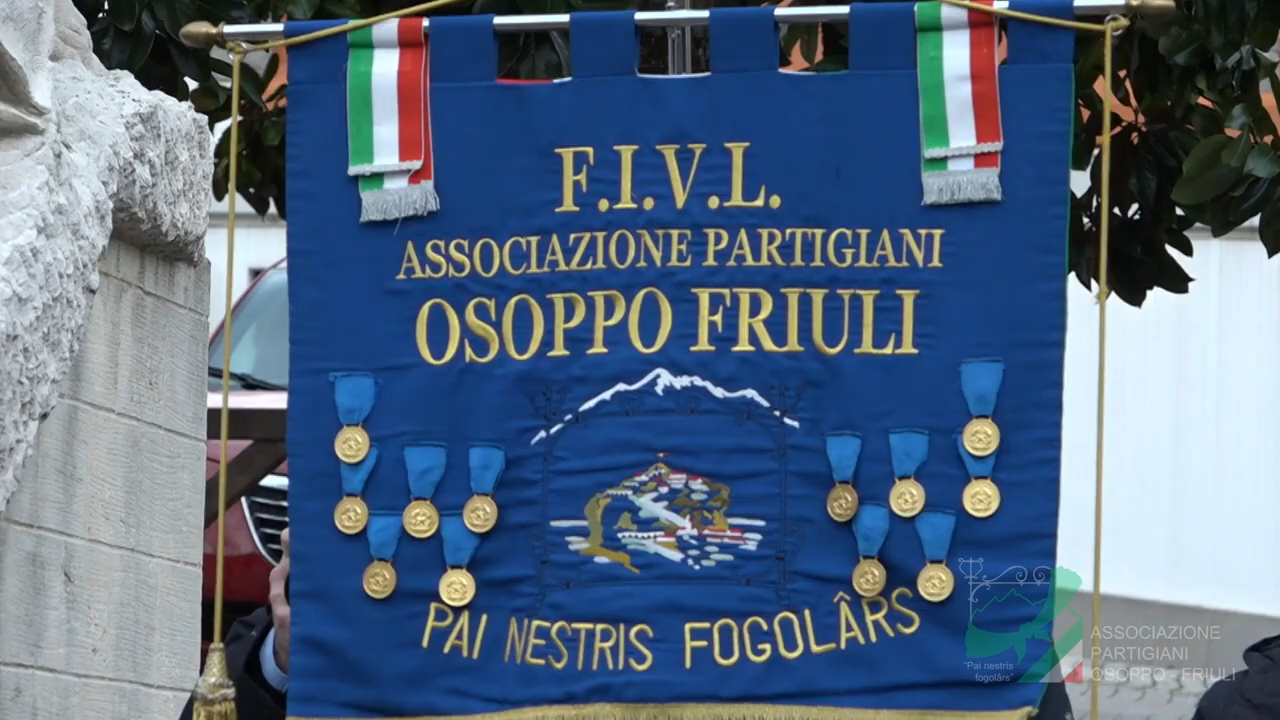 F.I.V.L.
ASSOCIAZIONE PARTIGIANI
OSOPPO FRIULI
PAI NESTRIS FOGOLÂRS
"Pai nestris
fogolârs"
ASSOCIAZIONE
PARTIGIANI
OSOPPO - FRIULI